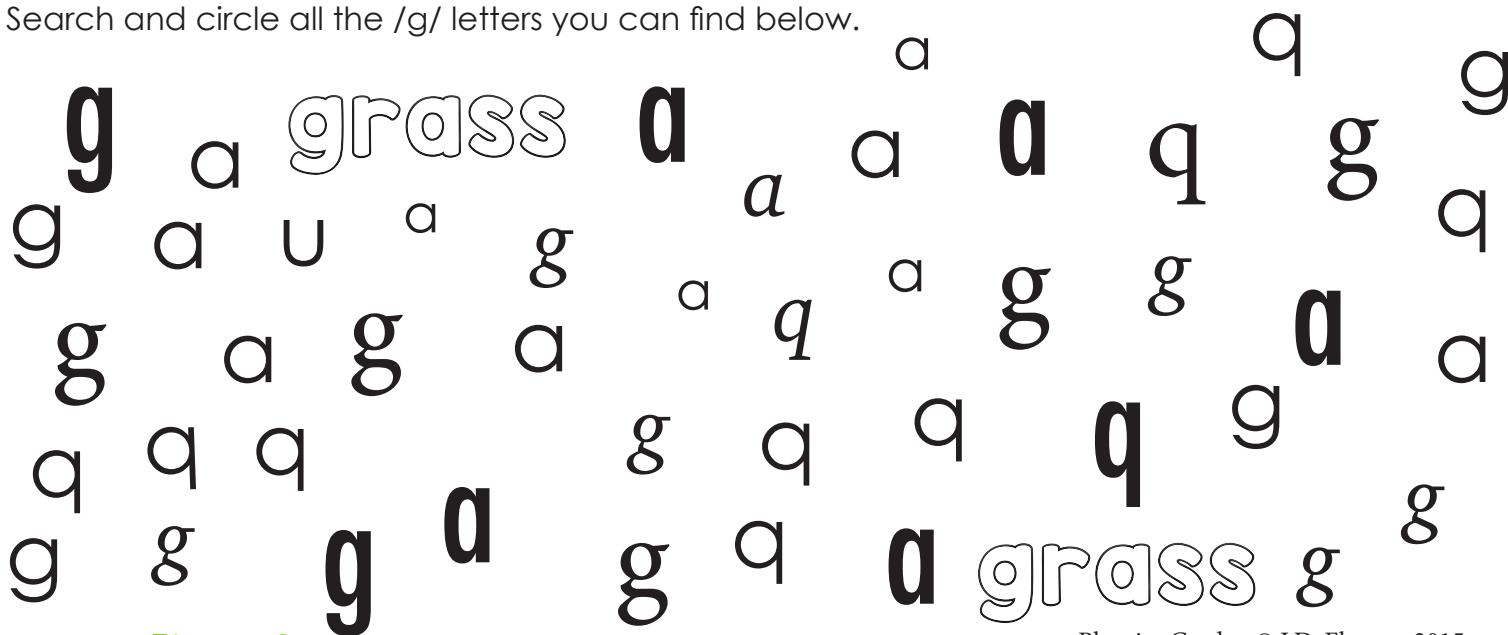 Search and circle all the /g/ letters you can find below.
a q g
g a grass a a a a q g
g a u a g q
a q a g g a
g a g a a
q q q g q q q g
g g g a g q a grass g g